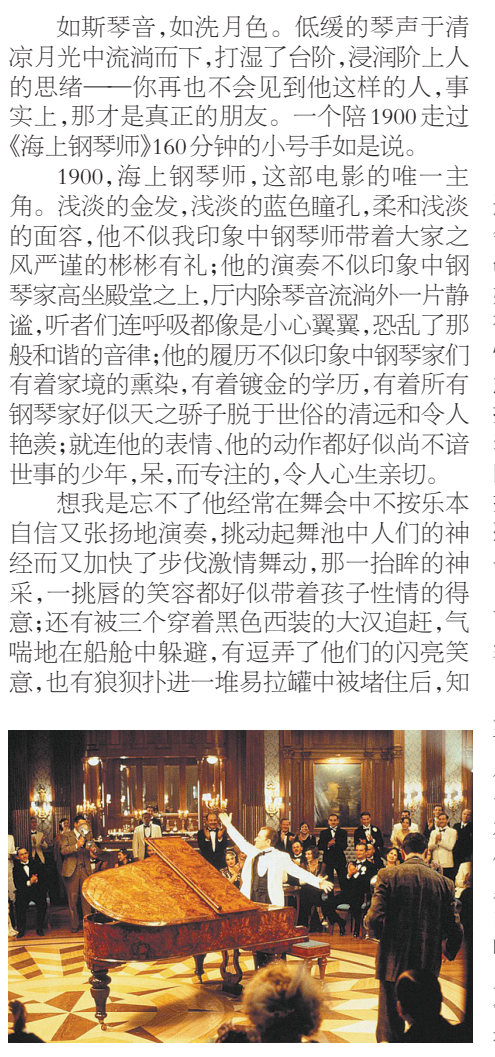 如斯琴音,如洗月色。低缓的琴声于清
凉月光中流淌而下,打湿了台阶,浸润阶上人
的思绪——你再也不会见到他这样的人,事
实上,那才是真正的朋友。一个陪1900走过
《海上钢琴师》160分钟的小号手如是说。
1900,海上钢琴师,这部电影的唯一主
角。浅淡的金发,浅淡的蓝色瞳孔,柔和浅淡
的面容,他不似我印象中钢琴师带着大家之
风严谨的彬彬有礼;他的演奏不似印象中钢
琴家高坐殿堂之上,厅内除琴音流淌外一片静
谧,听者们连呼吸都像是小心翼翼,恐乱了那
般和谐的音律;他的履历不似印象中钢琴家们
有着家境的熏染,有着镀金的学历,有着所有
钢琴家好似天之骄子脱于世俗的清远和令人
艳羡;就连他的表情、他的动作都好似尚不谙
世事的少年,呆,而专注的,令人心生亲切。
想我是忘不了他经常在舞会中不按乐本
自信又张扬地演奏,挑动起舞池中人们的神
经而又加快了步伐激情舞动,那一抬眸的神
采,一挑唇的笑容都好似带着孩子性情的得
意;还有被三个穿着黑色西装的大汉追赶,气
喘地在船舱中躲避,有逗弄了他们的闪亮笑
意,也有狼狈扑进一堆易拉罐中被堵住后,知